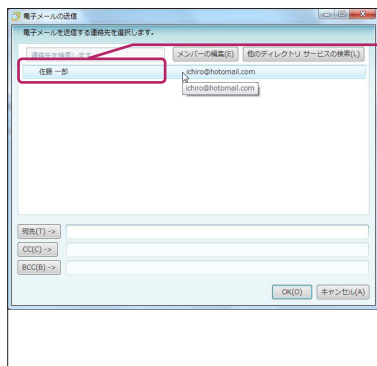 電子メールの送信
電子メールを送信する連絡先を選択します。
連絡先を検索します
メンバーの編集(E) 他のディレクトリ サービスの検索(L)
佐藤 一郎 ichiro@hotomail.com
ichiro@hotomail.com
宛先(T) ->
CC(C) ->
BCC(B) ->
OK(O) キャンセル(A)